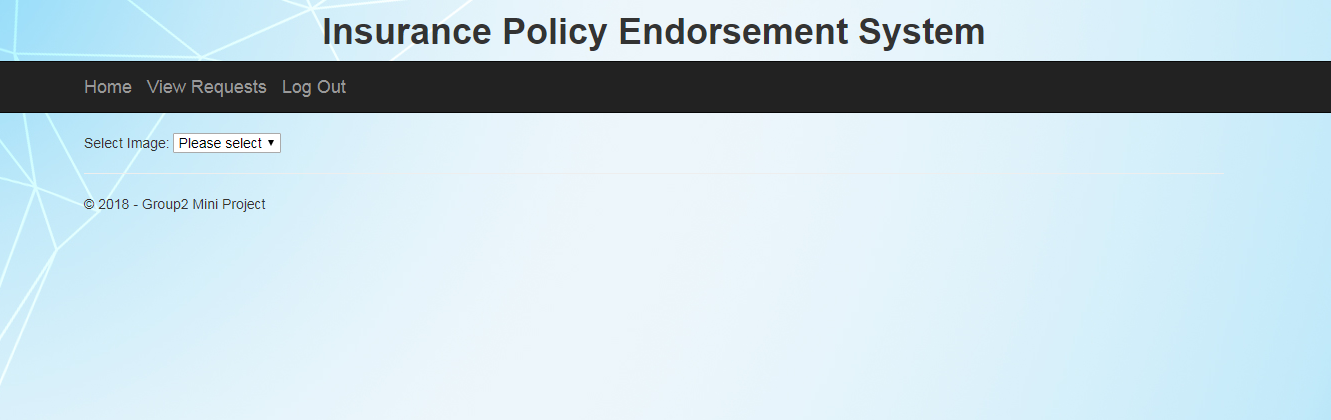 Insurance Policy Endorsement System
Home View Requests Log Out
Select Image: Please select
© 2018 - Group2 Mini Project